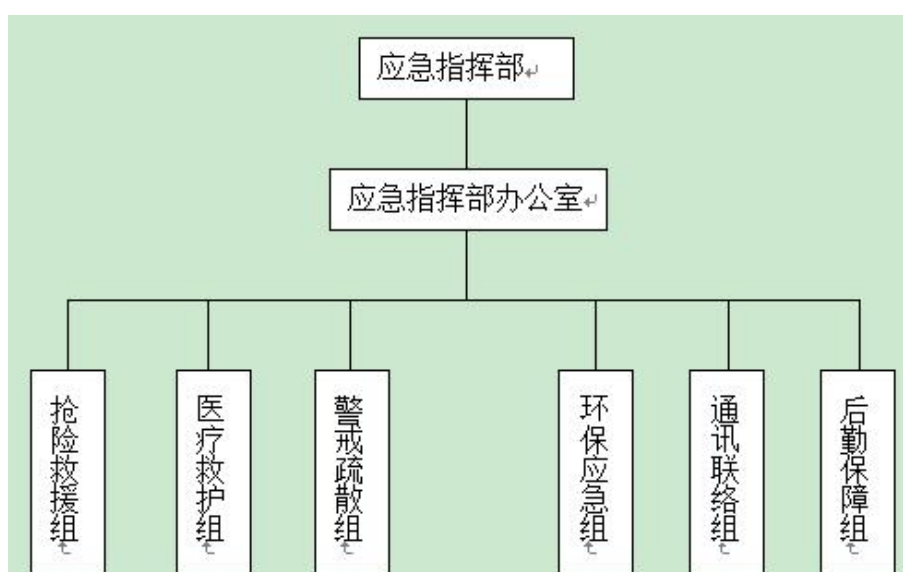 应急指挥部
应急指挥部办公室
抢险救援组
医疗救护组
警戒疏散组
环保应急组
通讯联络组
后勤保障组